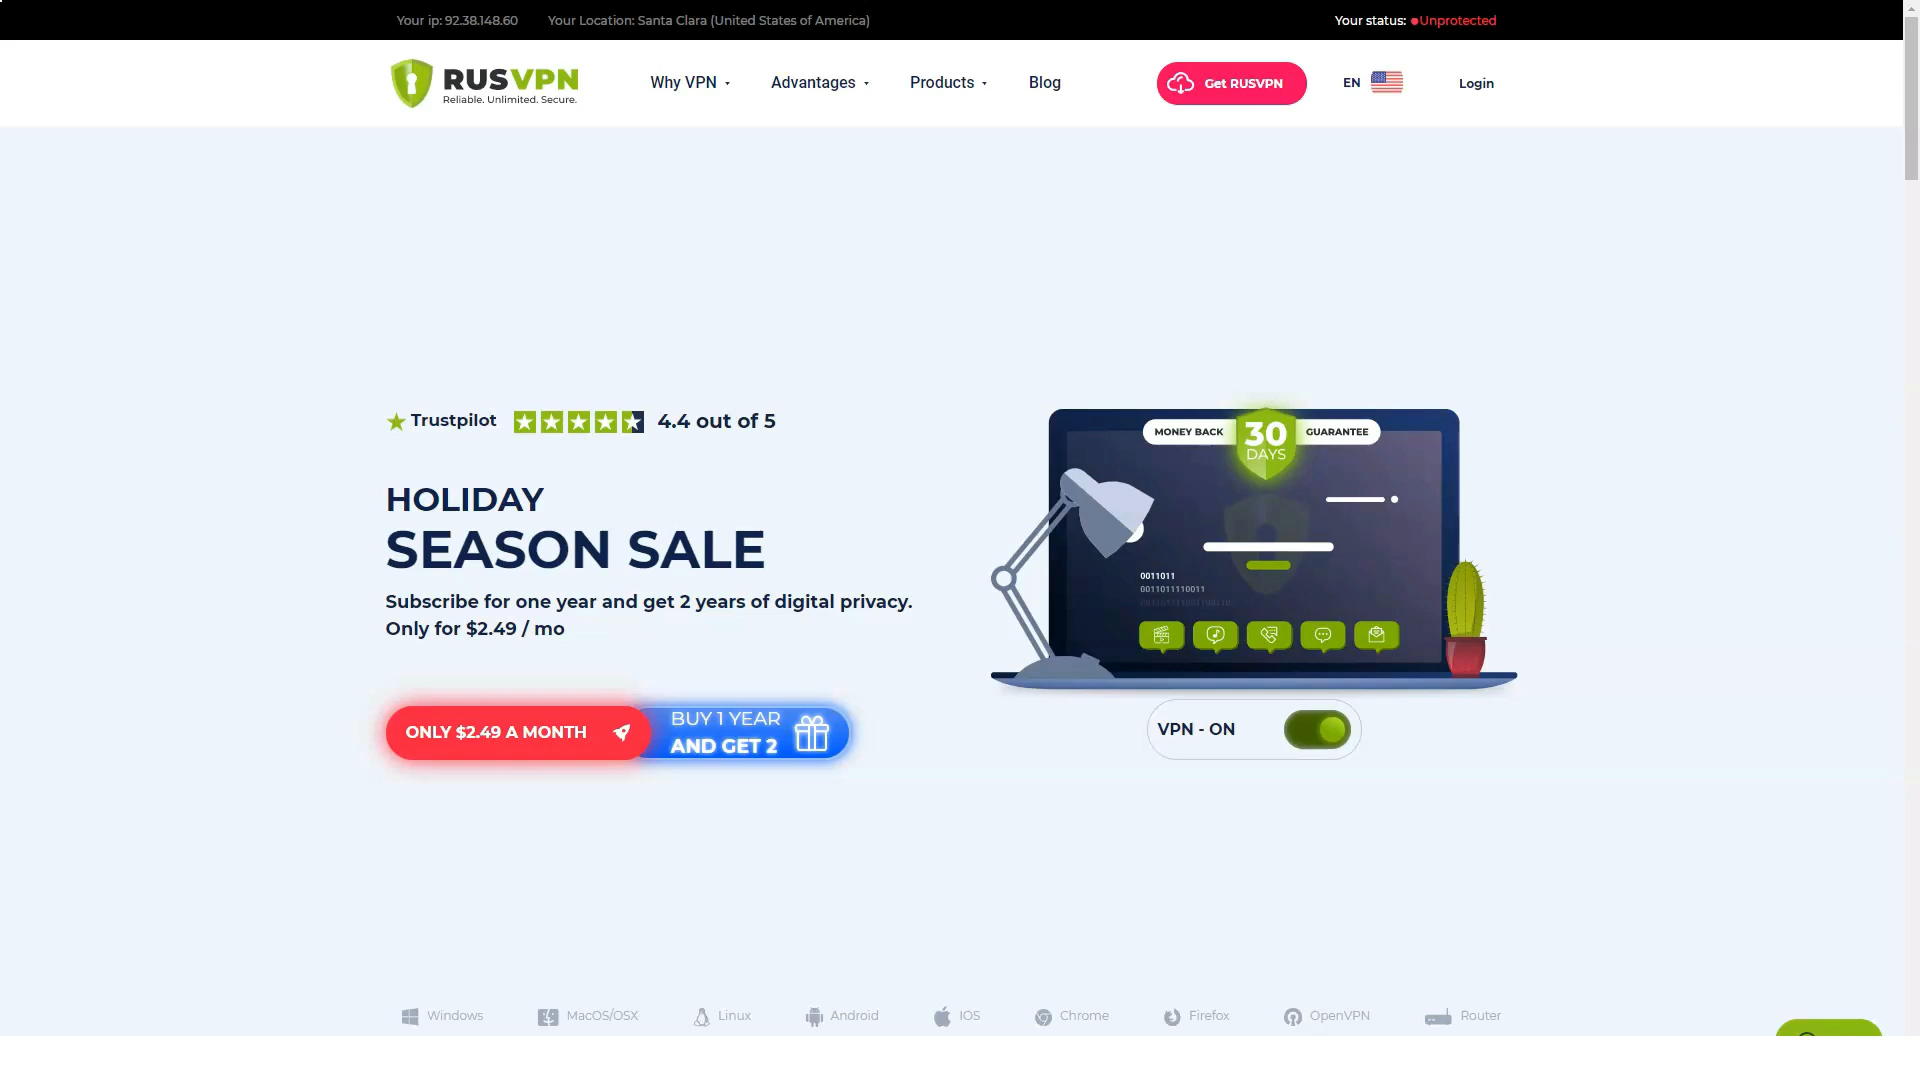 Your ip: 92.38.148.60 Your Location: Santa Clara (United States of America) Your status: Unprotected
RUSVPN
Reliable. Unlimited. Secure.
Why VPN Advantages Products Blog Get RUSVPN EN Login
Trustpilot 4.4 out of 5
HOLIDAY
SEASON SALE
Subscribe for one year and get 2 years of digital privacy.
Only for $2.49 / mo
ONLY $2.49 A MONTH
BUY 1 YEAR
AND GET 2
MONEY BACK 30 DAYS GUARANTEE
0011011
0011011110011
VPN - ON
Windows MacOS/OSX Linux Android IOS Chrome Firefox OpenVPN Router